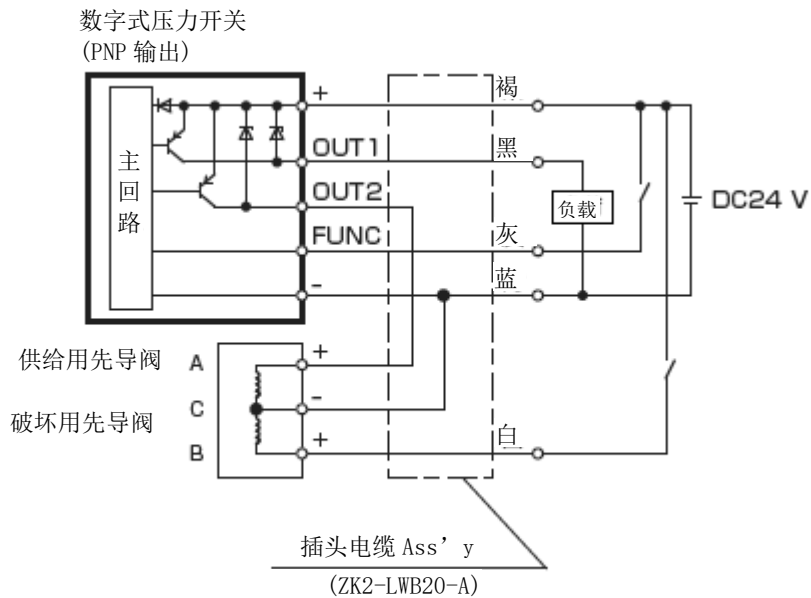 数字式压力开关
(PNP 输出)
主回路
+
OUT1
OUT2
FUNC
-
褐
黑
灰
蓝
负载
DC24 V
供给用先导阀
A
+
C
-
破坏用先导阀
B
+
白
插头电缆 Ass’y
(ZK2-LWB20-A)